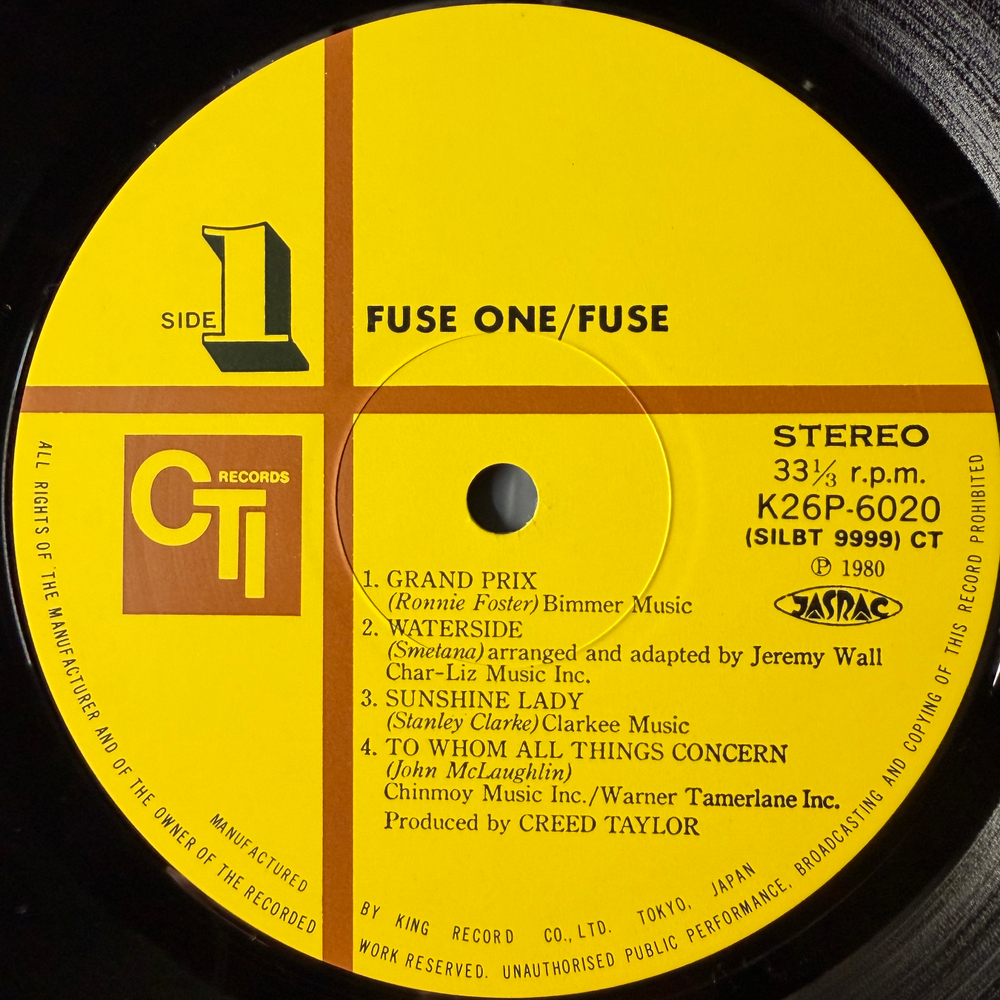 SIDE 1
FUSE ONE/FUSE
CTI RECORDS
STEREO
33⅓ r.p.m.
K26P-6020
(SILBT 9999) CT
℗ 1980
JASRAC
1. GRAND PRIX
(Ronnie Foster) Bimmer Music
2. WATERSIDE
(Smetana) arranged and adapted by Jeremy Wall
Char-Liz Music Inc.
3. SUNSHINE LADY
(Stanley Clarke) Clarkee Music
4. TO WHOM ALL THINGS CONCERN
(John McLaughlin)
Chinmoy Music Inc./Warner Tamerlane Inc.
Produced by CREED TAYLOR
MANUFACTURED BY KING RECORD CO., LTD. TOKYO, JAPAN
ALL RIGHTS OF THE MANUFACTURER AND OF THE OWNER OF THE RECORDED WORK RESERVED. UNAUTHORISED PUBLIC PERFORMANCE, BROADCASTING AND COPYING OF THIS RECORD PROHIBITED